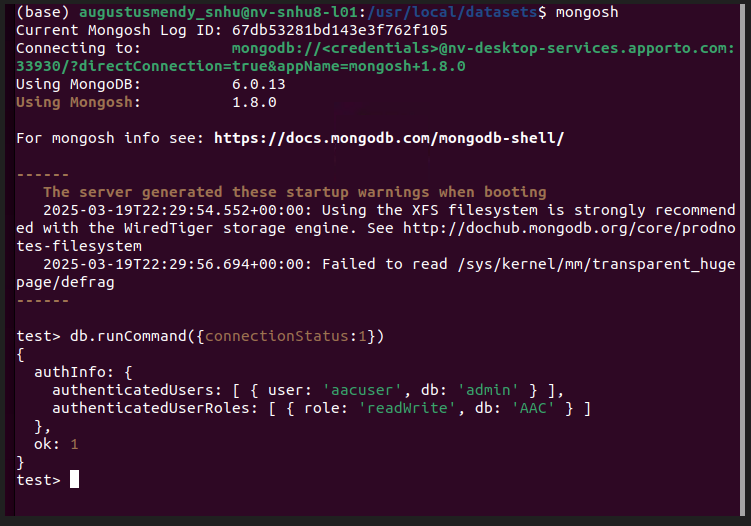 (base) augustusmendy_snhu@nv-snhu8-l01:/usr/local/datasets$ mongosh
Current Mongosh Log ID: 67db53281bd143e3f762f105
Connecting to:          mongodb://<credentials>@nv-desktop-services.apporto.com:
33930/?directConnection=true&appName=mongosh+1.8.0
Using MongoDB:          6.0.13
Using Mongosh:          1.8.0
For mongosh info see: https://docs.mongodb.com/mongodb-shell/
------
   The server generated these startup warnings when booting
   2025-03-19T22:29:54.552+00:00: Using the XFS filesystem is strongly recommend
ed with the WiredTiger storage engine. See http://dochub.mongodb.org/core/prodno
tes-filesystem
   2025-03-19T22:29:56.694+00:00: Failed to read /sys/kernel/mm/transparent_huge
page/defrag
------
test> db.runCommand({connectionStatus:1})
{
  authInfo: {
    authenticatedUsers: [ { user: 'aacuser', db: 'admin' } ],
    authenticatedUserRoles: [ { role: 'readWrite', db: 'AAC' } ]
  },
  ok: 1
}
test>